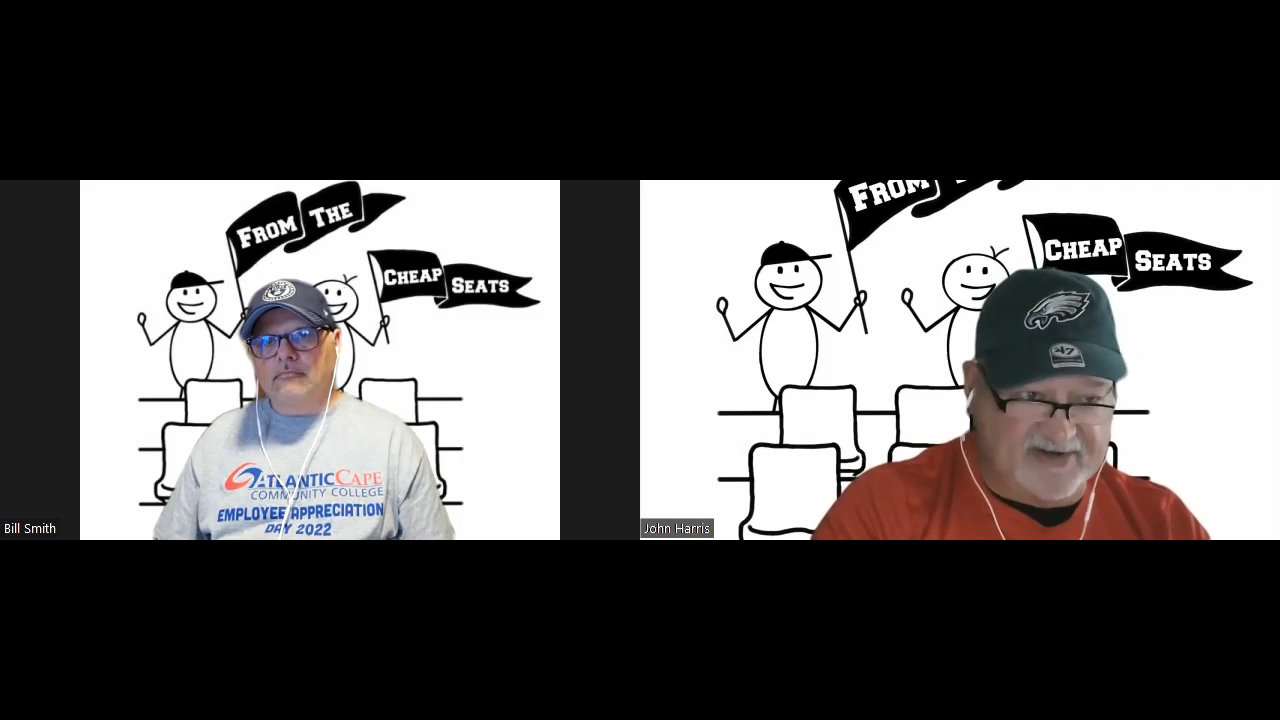 FROM THE
CHEAP SEATS
ATLANTICCAPE
COMMUNITY COLLEGE
EMPLOYEE APPRECIATION
DAY 2022
Bill Smith
FROM
CHEAP SEATS
'47
John Harris